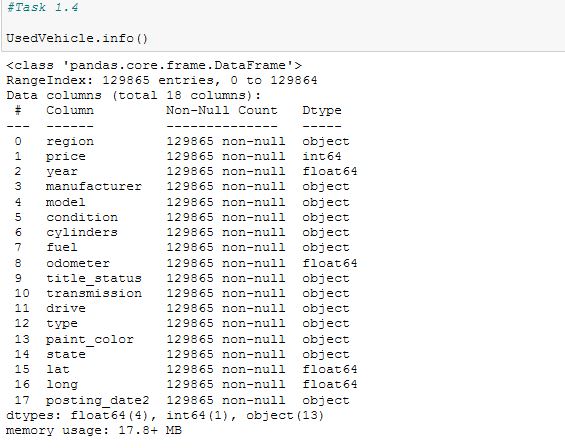 #Task 1.4
UsedVehicle.info()
<class 'pandas.core.frame.DataFrame'>
RangeIndex: 129865 entries, 0 to 129864
Data columns (total 18 columns):
 #   Column        Non-Null Count   Dtype
---  ------        --------------   -----
 0   region        129865 non-null  object
 1   price         129865 non-null  int64
 2   year          129865 non-null  float64
 3   manufacturer  129865 non-null  object
 4   model         129865 non-null  object
 5   condition     129865 non-null  object
 6   cylinders     129865 non-null  object
 7   fuel          129865 non-null  object
 8   odometer      129865 non-null  float64
 9   title_status  129865 non-null  object
 10  transmission  129865 non-null  object
 11  drive         129865 non-null  object
 12  type          129865 non-null  object
 13  paint_color   129865 non-null  object
 14  state         129865 non-null  object
 15  lat           129865 non-null  float64
 16  long          129865 non-null  float64
 17  posting_date2 129865 non-null  object
dtypes: float64(4), int64(1), object(13)
memory usage: 17.8+ MB